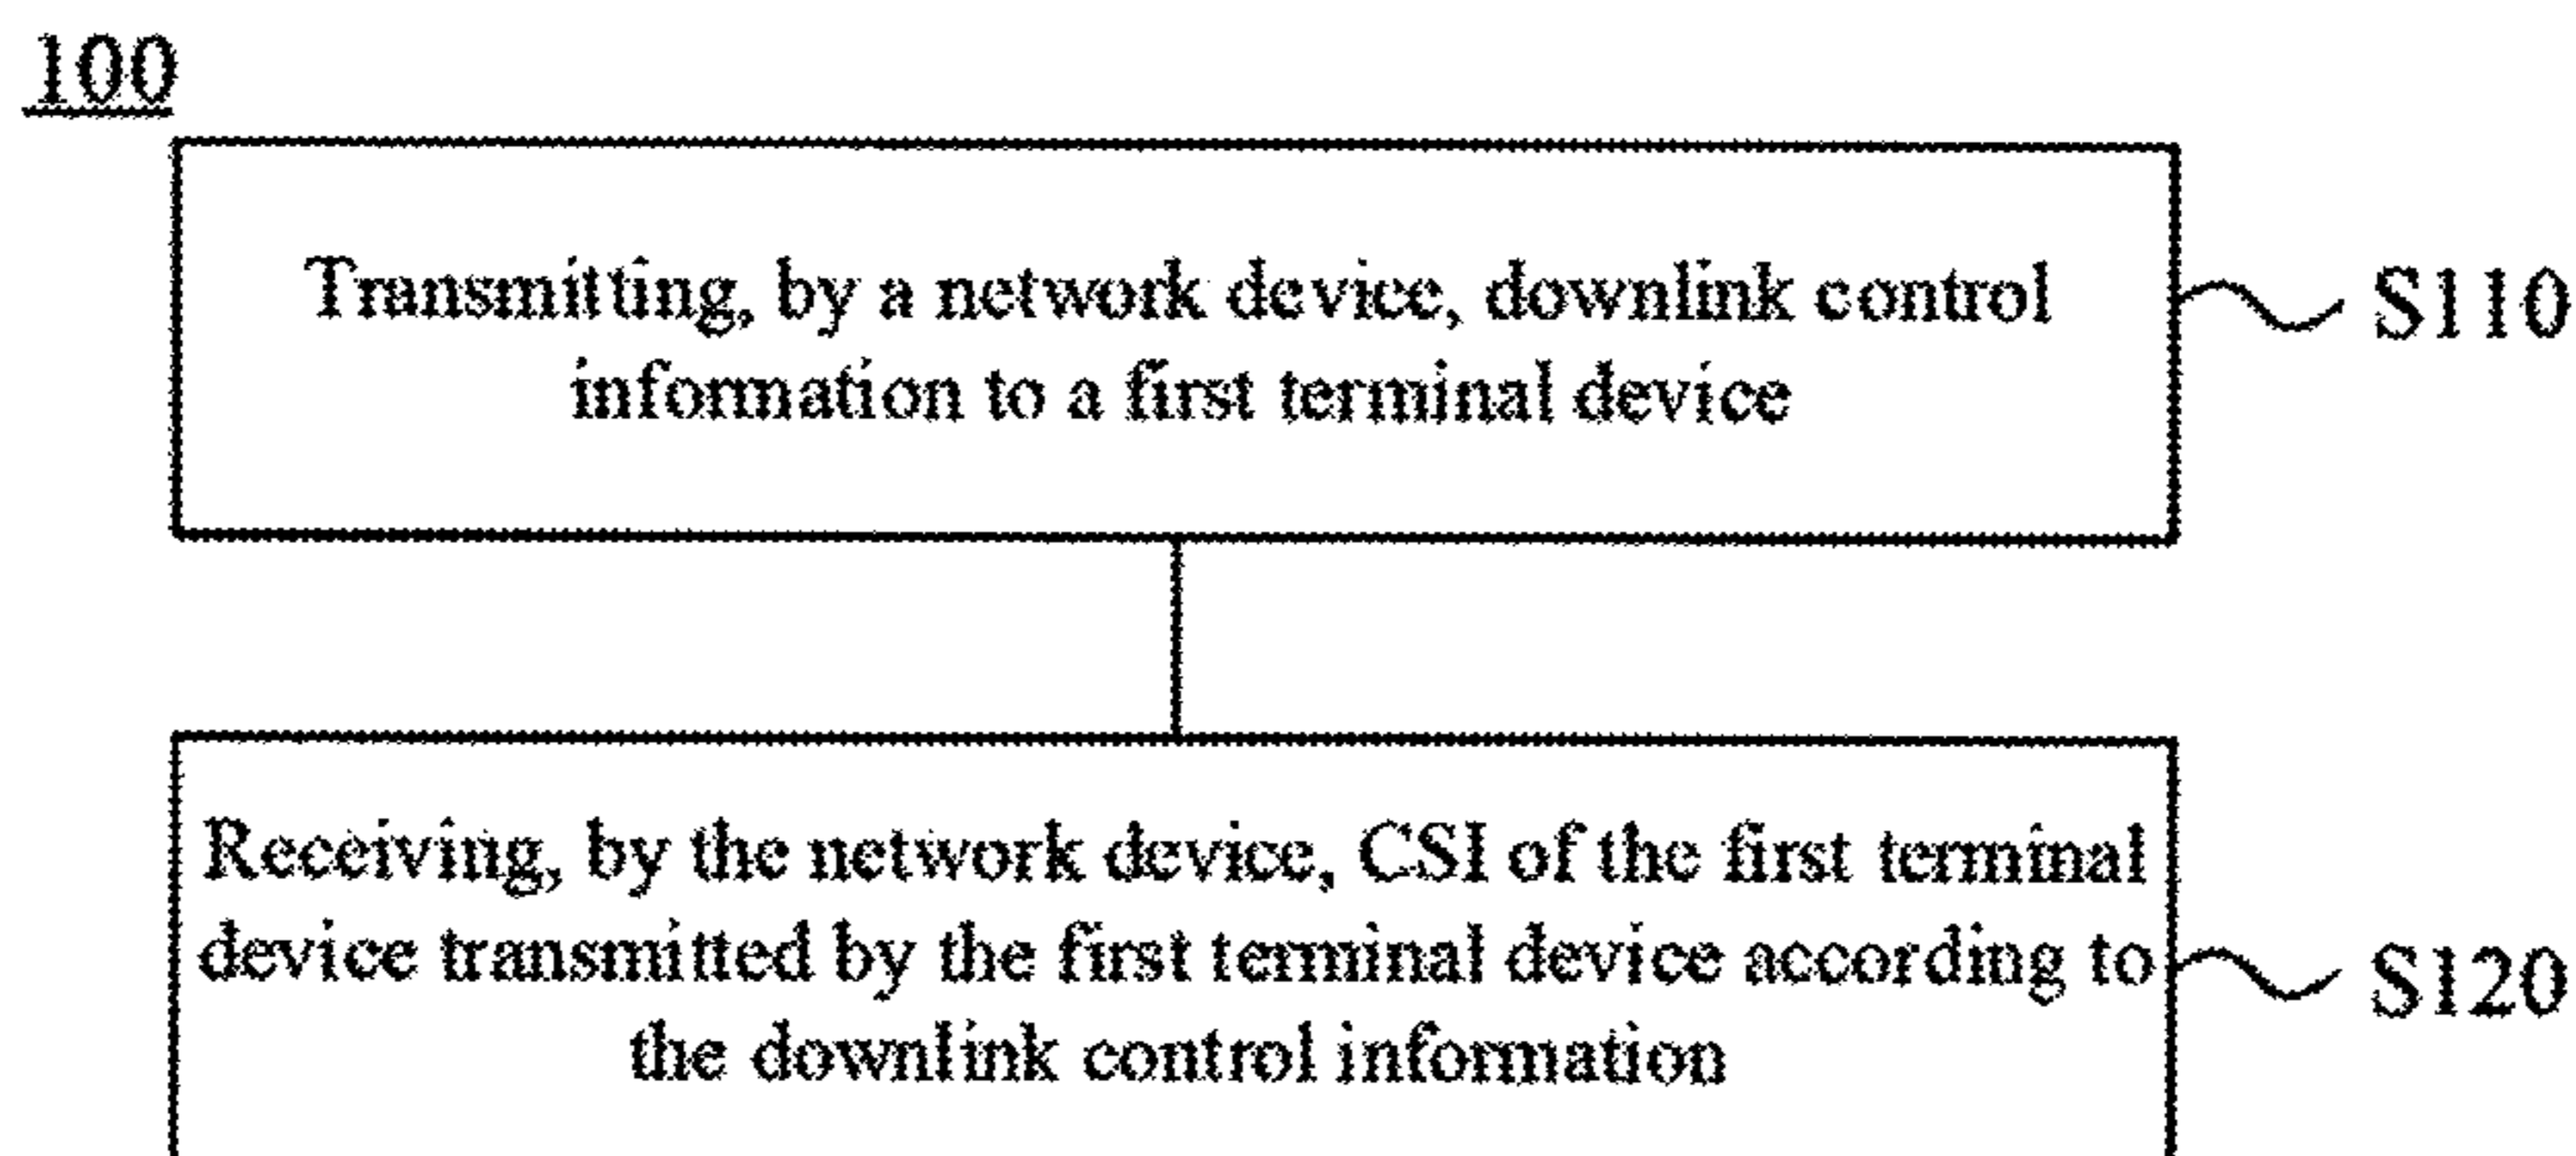 100
Transmitting, by a network device, downlink control
information to a first terminal device
S110
Receiving, by the network device, CSI of the first terminal
device transmitted by the first terminal device according to
the downlink control information
S120